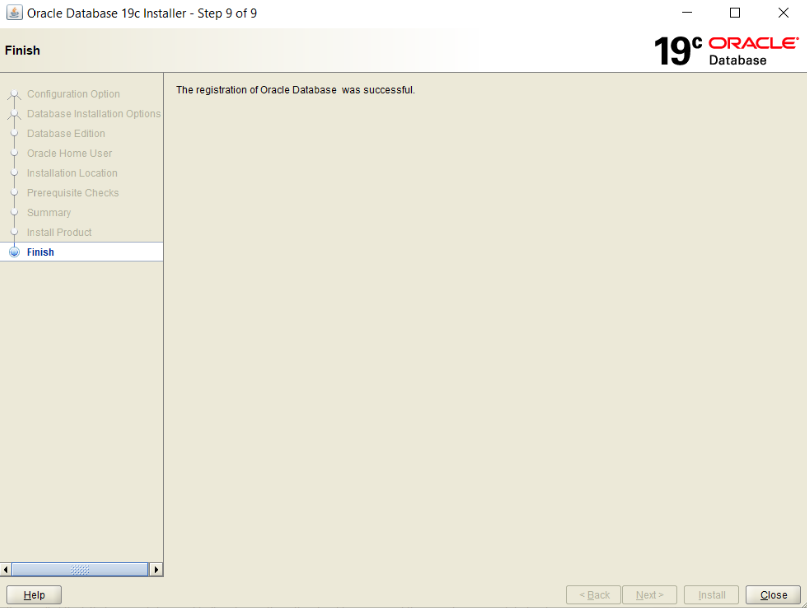 Oracle Database 19c Installer - Step 9 of 9
Finish
19c ORACLE
Database
Configuration Option
Database Installation Options
Database Edition
Oracle Home User
Installation Location
Prerequisite Checks
Summary
Install Product
Finish
The registration of Oracle Database  was successful.
Help
< Back
Next >
Install
Close